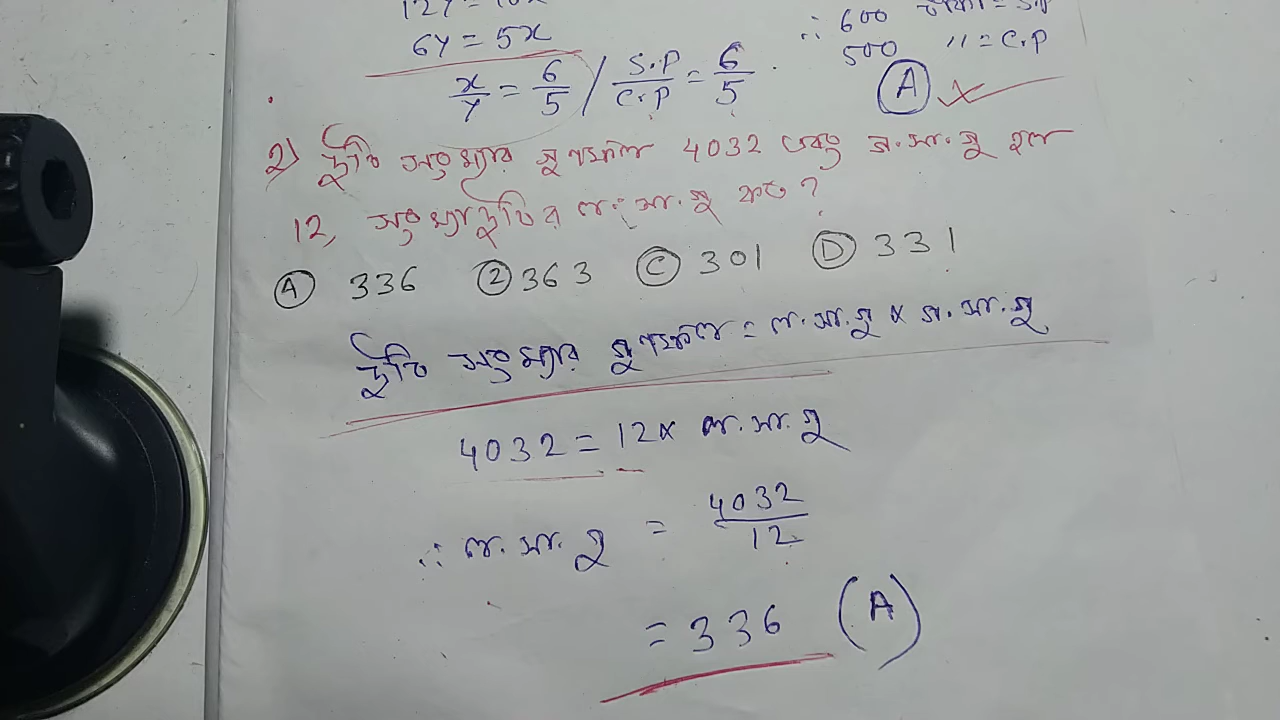 6y = 5x
∴ 600 টাকা = S.P
500 〃 = C.P
x/y = 6/5 / S.P/C.P = 6/5
(A)
2) দুটি সংখ্যার গুণফল 4032 এবং গ.সা.গু হলে
12, সংখ্যাদুটির ল.সা.গু কত?
(A) 336 (2) 363 (C) 301 (D) 331
দুটি সংখ্যার গুণফল = ল.সা.গু × গ.সা.গু
4032 = 12 × ল.সা.গু
∴ ল.সা.গু = 4032/12
= 336 (A)